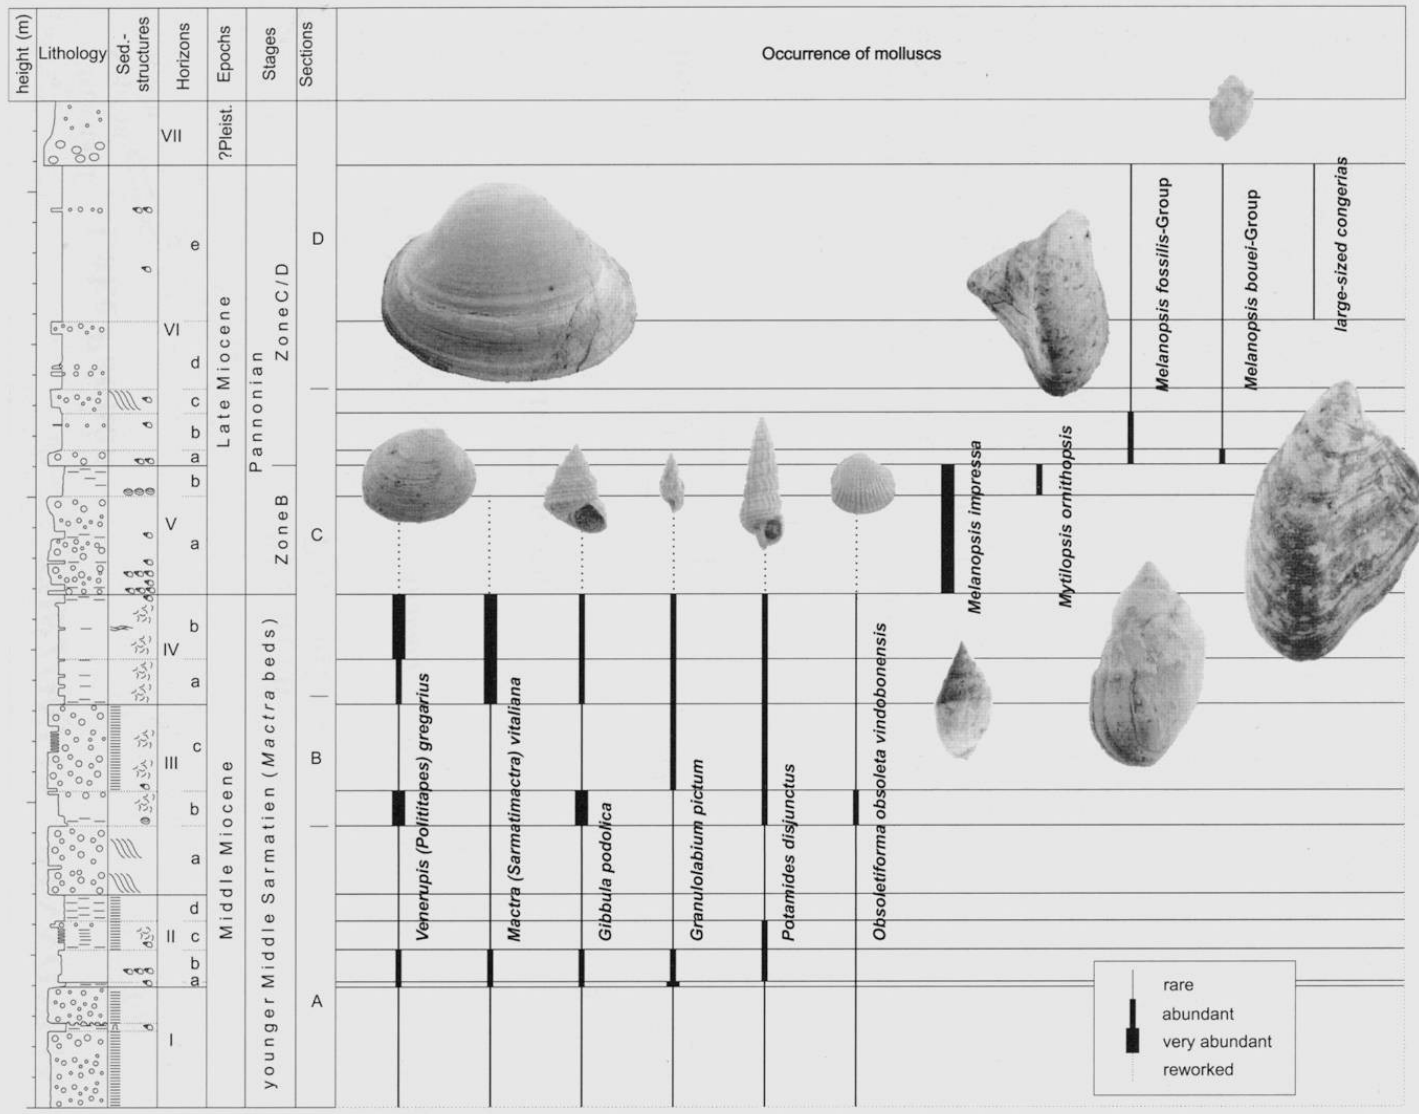 height (m)
Lithology
Sed.-
structures
Horizons
Epochs
Stages
Sections
Occurrence of molluscs
VII
?Pleist.
e
D
VI
d
c
b
a
Late Miocene
Pannonian
Zone C/D
b
V
a
Zone B
C
b
IV
a
c
III
b
B
a
d
II
c
b
a
A
I
Middle Miocene
younger Middle Sarmatien (Mactra beds)
Venerupis (Polititapes) gregarius
Mactra (Sarmatimactra) vitaliana
Gibbula podolica
Granulolabium pictum
Potamides disjunctus
Obsoletiforma obsoleta vindobonensis
Melanopsis impressa
Mytilopsis ornithopsis
Melanopsis fossilis-Group
Melanopsis bouei-Group
large-sized congerias
rare
abundant
very abundant
reworked